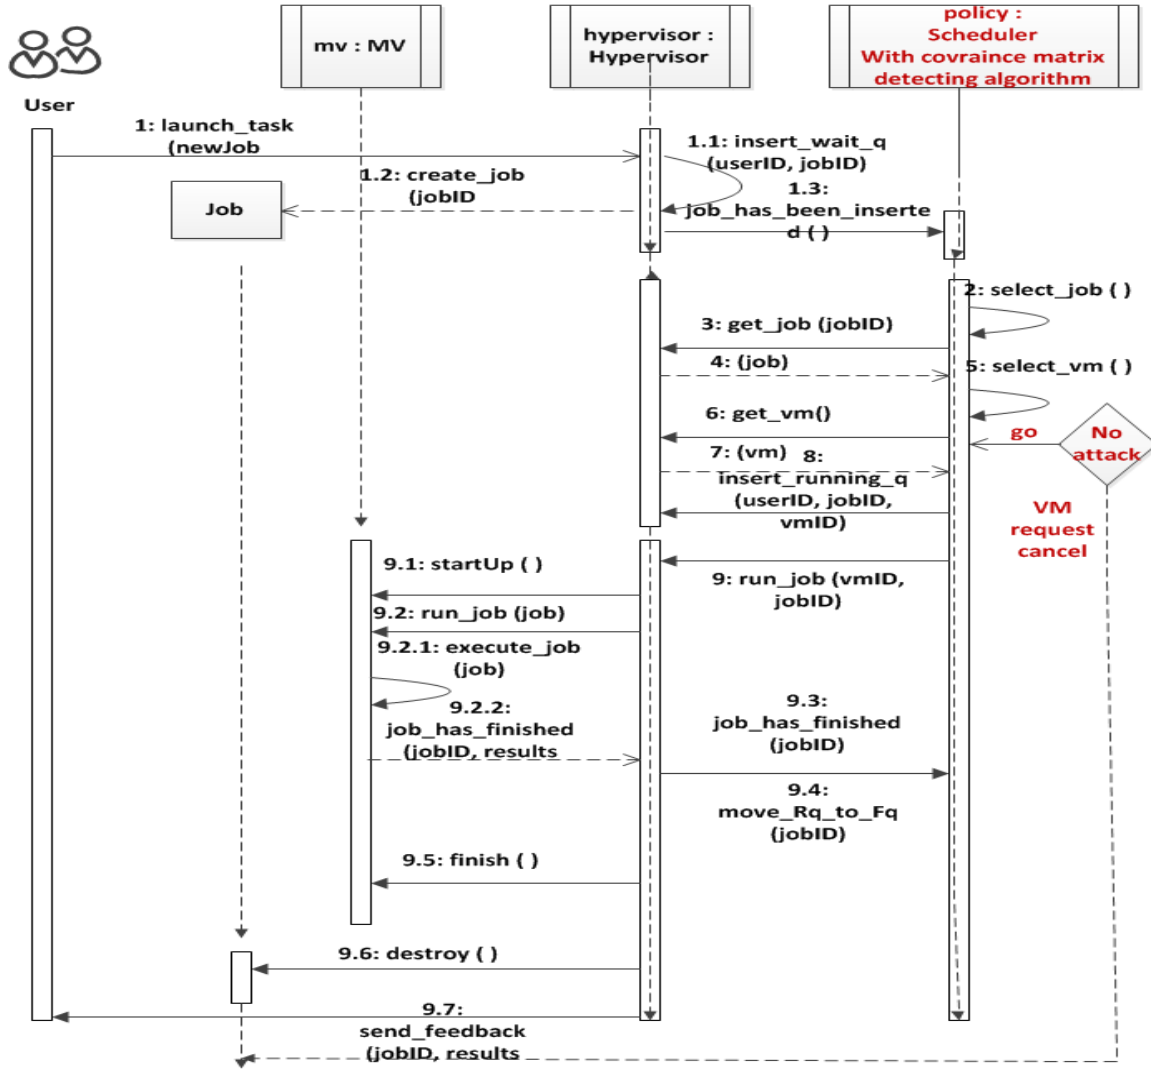 policy :
Scheduler
With covraince matrix
detecting algorithm
mv : MV
hypervisor :
Hypervisor
User
1: launch_task
(newJob
1.1: insert_wait_q
(userID, jobID)
1.2: create_job
(jobID
1.3:
job_has_been_inserte
d ( )
Job
2: select_job ( )
3: get_job (jobID)
4: (job)
5: select_vm ( )
6: get_vm()
go
No
attack
7: (vm)
8:
insert_running_q
(userID, jobID,
vmID)
VM
request
cancel
9.1: startUp ( )
9: run_job (vmID,
jobID)
9.2: run_job (job)
9.2.1: execute_job
(job)
9.2.2:
job_has_finished
(jobID, results
9.3:
job_has_finished
(jobID)
9.4:
move_Rq_to_Fq
(jobID)
9.5: finish ( )
9.6: destroy ( )
9.7:
send_feedback
(jobID, results